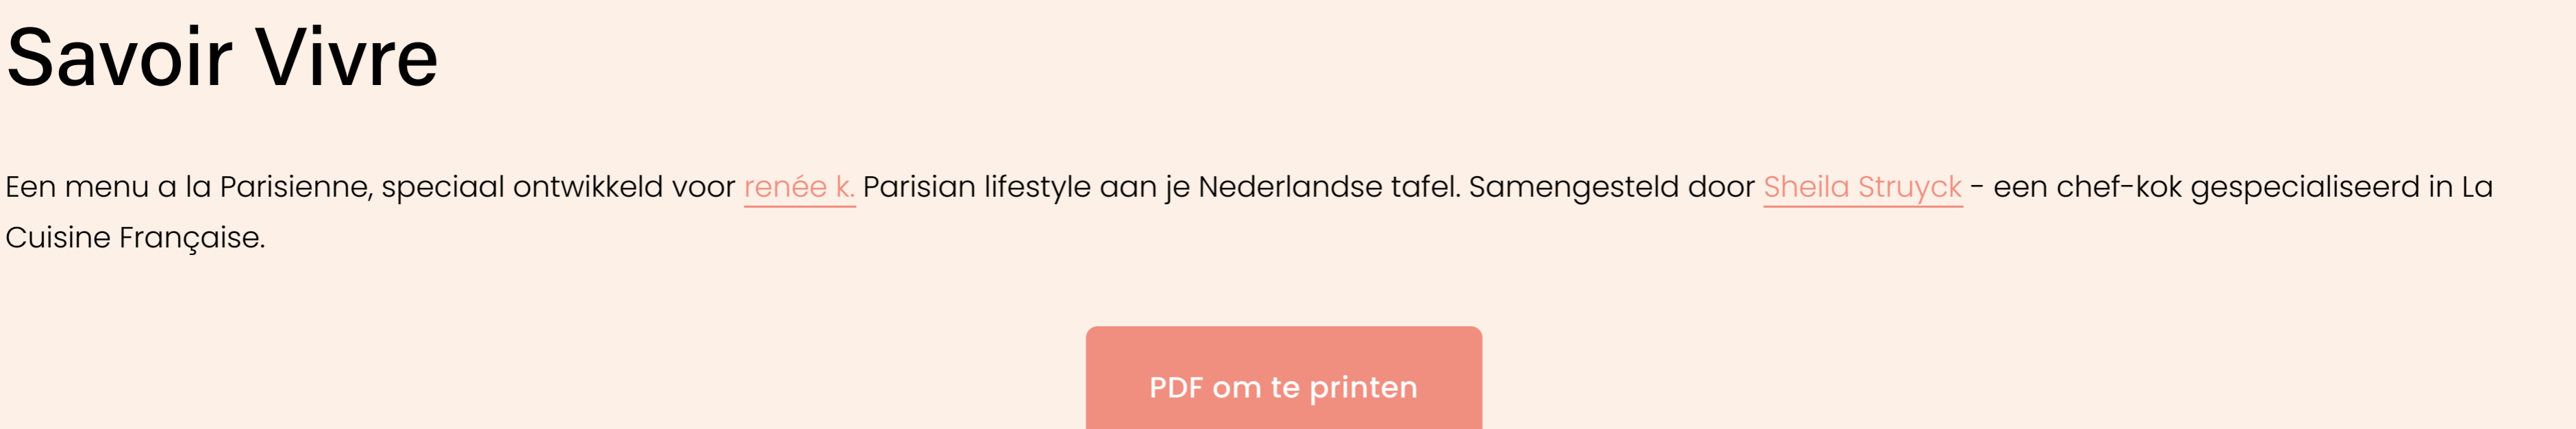 Savoir Vivre
Een menu a la Parisienne, speciaal ontwikkeld voor renée k. Parisian lifestyle aan je Nederlandse tafel. Samengesteld door Sheila Struyck - een chef-kok gespecialiseerd in La
Cuisine Française.
PDF om te printen